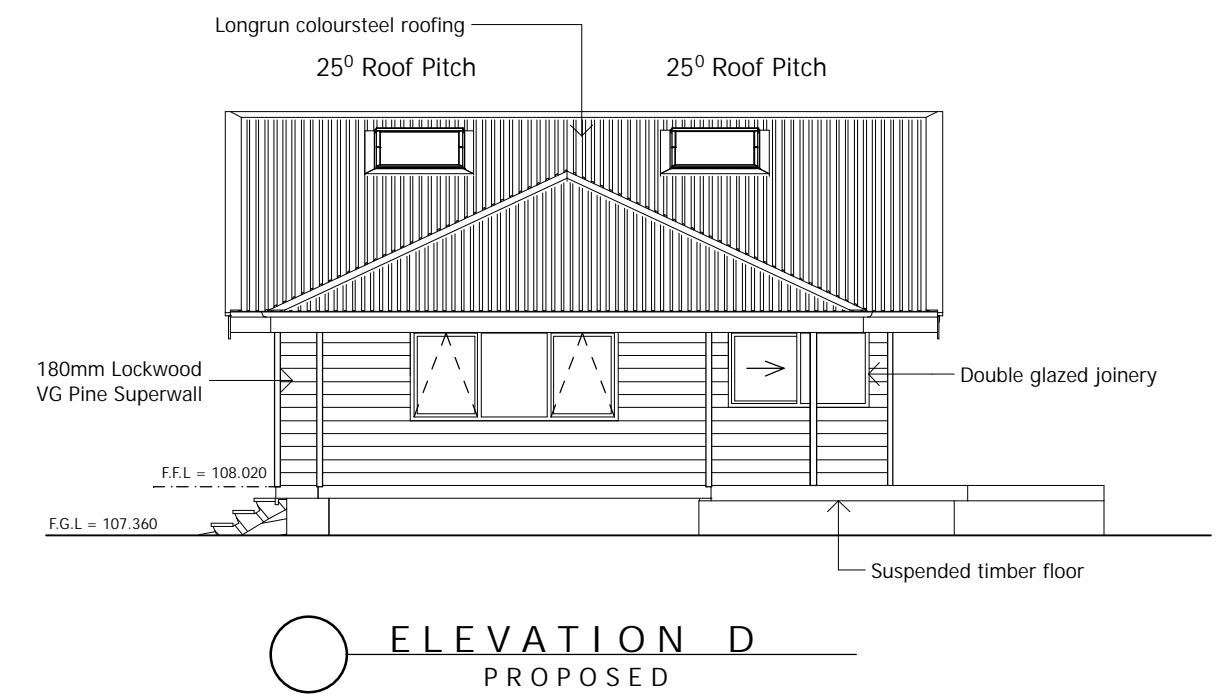 Longrun coloursteel roofing
25⁰ Roof Pitch
25⁰ Roof Pitch
180mm Lockwood
VG Pine Superwall
Double glazed joinery
F.F.L = 108.020
F.G.L = 107.360
Suspended timber floor
ELEVATION D
PROPOSED